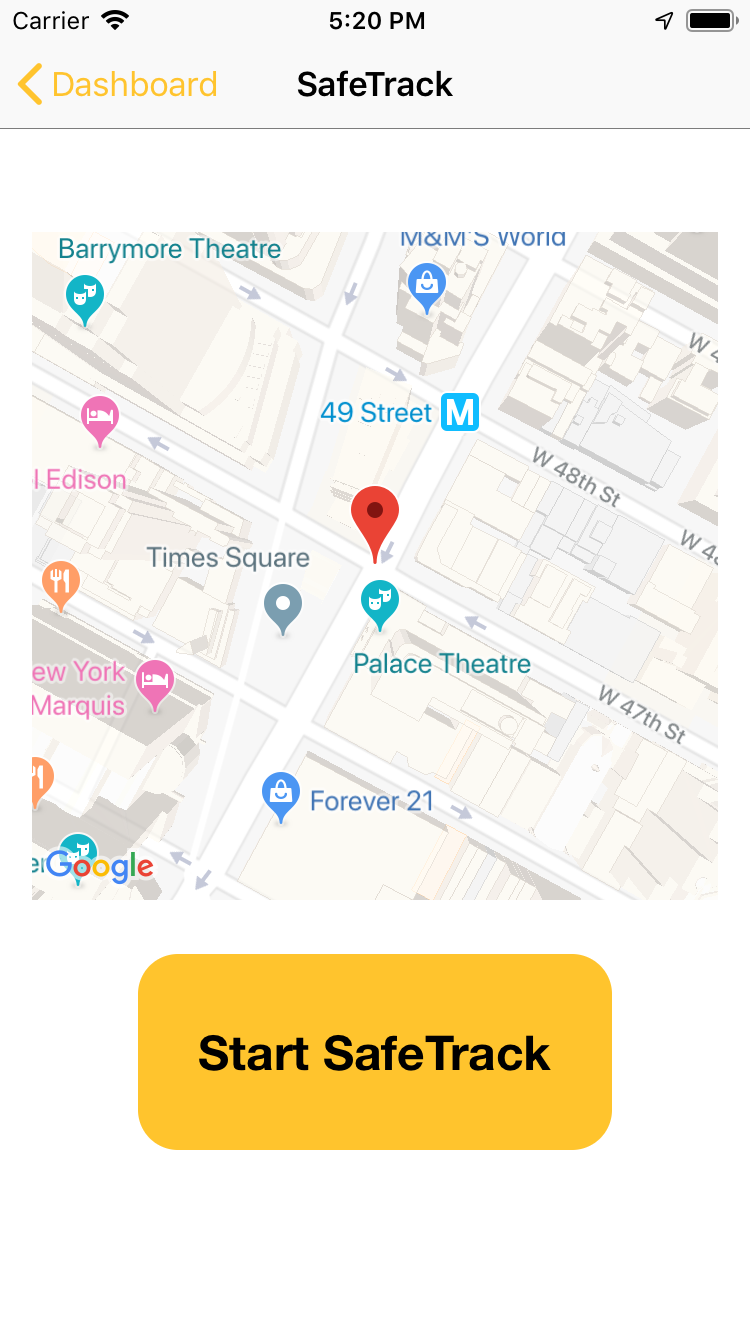 Carrier 5:20 PM
Dashboard SafeTrack
M&M'S World
Barrymore Theatre
W 4
49 Street M
W 48th St
l Edison
W 4
Times Square
Palace Theatre
ew York
Marquis
W 47th St
Forever 21
Google
Start SafeTrack